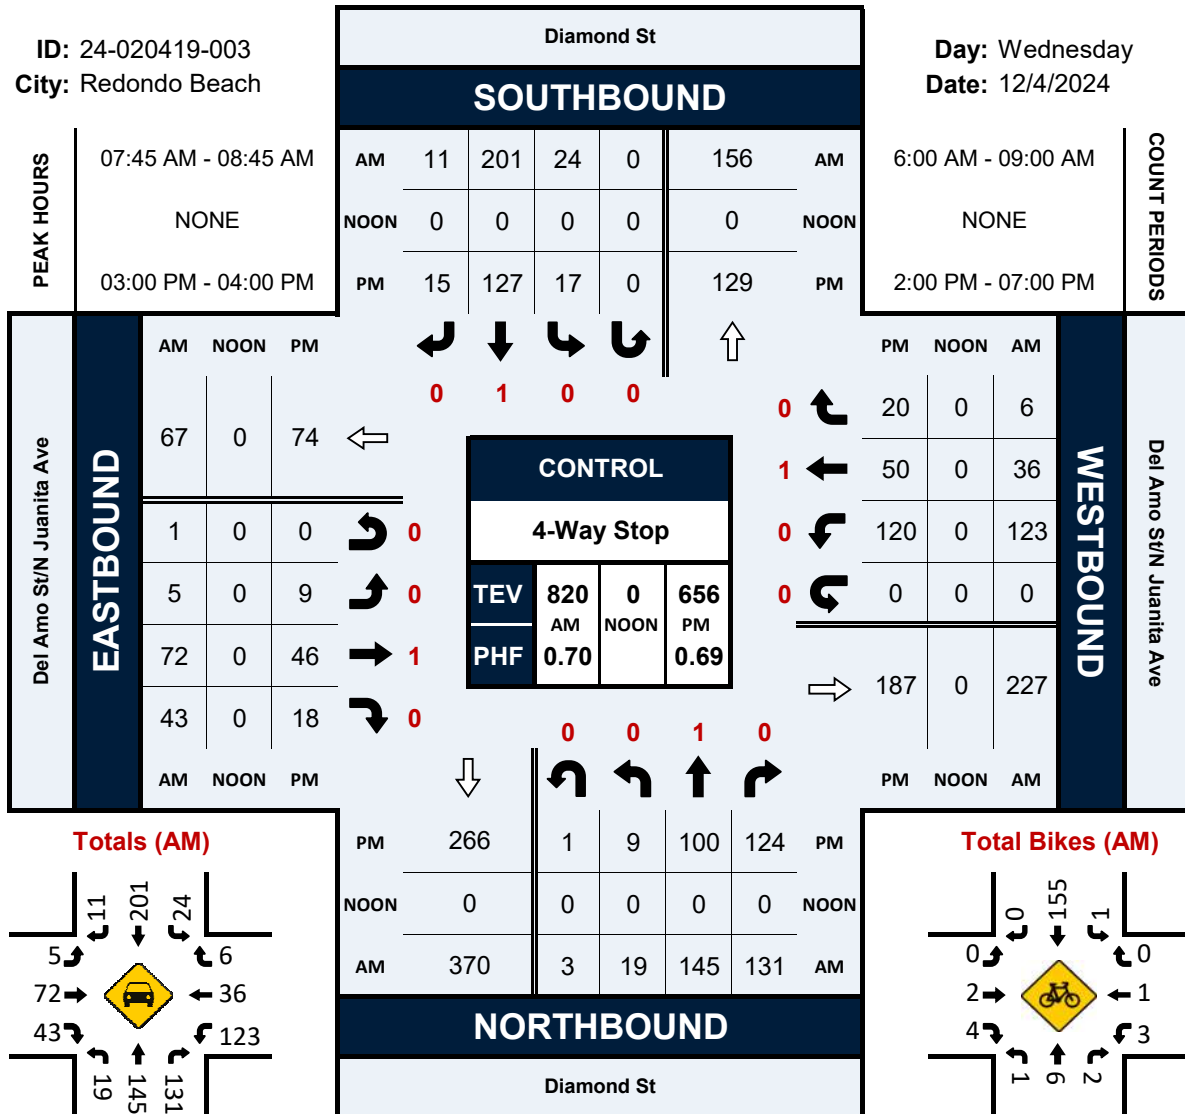 Diamond St
ID: 24-020419-003
City: Redondo Beach
Day: Wednesday
Date: 12/4/2024
SOUTHBOUND
PEAK HOURS
07:45 AM - 08:45 AM
NONE
03:00 PM - 04:00 PM
AM 11 201 24 0 156 AM
NOON 0 0 0 0 0 NOON
PM 15 127 17 0 129 PM
6:00 AM - 09:00 AM
NONE
2:00 PM - 07:00 PM
COUNT PERIODS
0 1 0 0
Del Amo St/N Juanita Ave
EASTBOUND
AM NOON PM
67 0 74
1 0 0 0
5 0 9 0
72 0 46 1
43 0 18 0
AM NOON PM
CONTROL
4-Way Stop
TEV 820 0 656
AM NOON PM
PHF 0.70 0.69
PM NOON AM
0 20 0 6
1 50 0 36
0 120 0 123
0 0 0 0
187 0 227
PM NOON AM
WESTBOUND
Del Amo St/N Juanita Ave
0 0 1 0
PM 266 1 9 100 124 PM
NOON 0 0 0 0 0 NOON
AM 370 3 19 145 131 AM
NORTHBOUND
Diamond St
Totals (AM)
11 201 24
5 6
72 36
43 123
19 145 131
Total Bikes (AM)
0 155 1
0 0
2 1
4 3
1 9 2